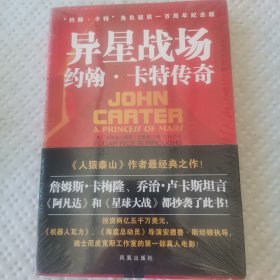 “约翰·卡特”角色诞辰一百周年纪念版
异星战场
约翰·卡特传奇
JOHN
CARTER
A PRINCESS OF MARS
《人猿泰山》作者最经典之作!
詹姆斯·卡梅隆、乔治·卢卡斯坦言
《阿凡达》和《星球大战》都抄袭了此书!
投资两亿五千万美元,
《机器人瓦力》、《海底总动员》导演安德鲁·斯坦顿执导,
迪士尼皮克斯工作室的第一部真人电影!
凤凰出版社